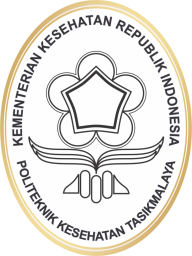 KEMENTERIAN KESEHATAN REPUBLIK INDONESIA
POLITEKNIK KESEHATAN TASIKMALAYA